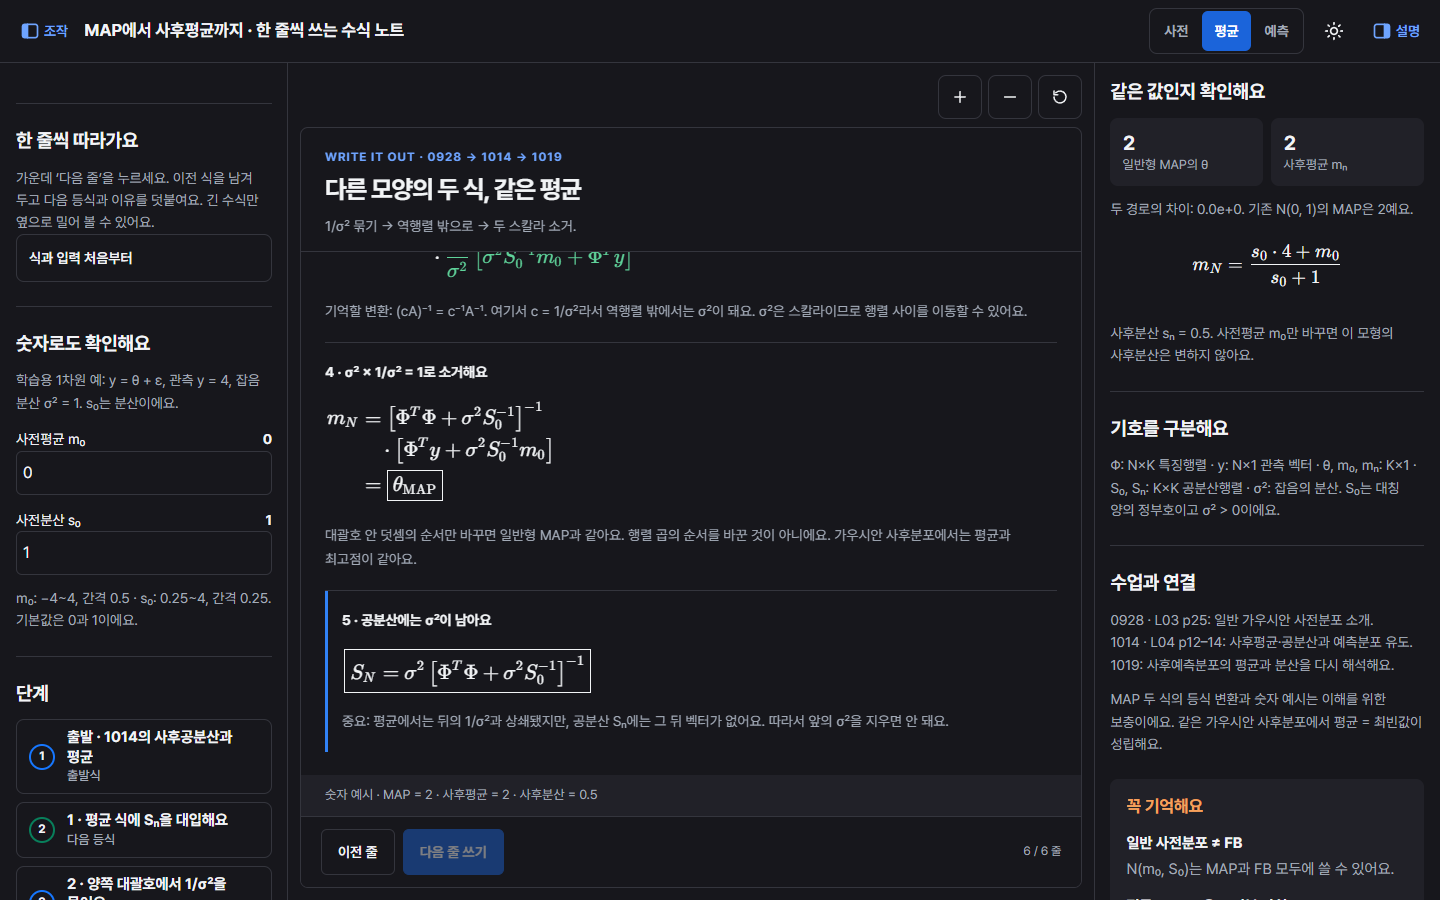 조작
MAP에서 사후평균까지 · 한 줄씩 쓰는 수식 노트
사전 평균 예측
설명
한 줄씩 따라가요
가운데 ‘다음 줄’을 누르세요. 이전 식을 남겨
두고 다음 등식과 이유를 덧붙여요. 긴 수식만
옆으로 밀어 볼 수 있어요.
식과 입력 처음부터
숫자로도 확인해요
학습용 1차원 예: y = θ + ε, 관측 y = 4, 잡음
분산 σ² = 1. s₀는 분산이에요.
사전평균 m₀ 0
0
사전분산 s₀ 1
1
m₀: −4~4, 간격 0.5 · s₀: 0.25~4, 간격 0.25.
기본값은 0과 1이에요.
단계
1
출발 · 1014의 사후공분산과
평균
출발식
2
1 · 평균 식에 Sₙ을 대입해요
다음 등식
2 · 양쪽 대괄호에서 1/σ²을
+
−
WRITE IT OUT · 0928 → 1014 → 1019
다른 모양의 두 식, 같은 평균
1/σ² 묶기 → 역행렬 밖으로 → 두 스칼라 소거.
기억할 변환: (cA)⁻¹ = c⁻¹A⁻¹. 여기서 c = 1/σ²라서 역행렬 밖에서는 σ²이 돼요. σ²은 스칼라이므로 행렬 사이를 이동할 수 있어요.
4 · σ² × 1/σ² = 1로 소거해요
m_N = [Φ^T Φ + σ² S₀⁻¹]⁻¹
· [Φ^T y + σ² S₀⁻¹ m₀]
= θ_MAP
대괄호 안 덧셈의 순서만 바꾸면 일반형 MAP과 같아요. 행렬 곱의 순서를 바꾼 것이 아니에요. 가우시안 사후분포에서는 평균과
최고점이 같아요.
5 · 공분산에는 σ²이 남아요
S_N = σ² [Φ^T Φ + σ² S₀⁻¹]⁻¹
중요: 평균에서는 뒤의 1/σ²과 상쇄됐지만, 공분산 Sₙ에는 그 뒤 벡터가 없어요. 따라서 앞의 σ²을 지우면 안 돼요.
숫자 예시 · MAP = 2 · 사후평균 = 2 · 사후분산 = 0.5
이전 줄
다음 줄 쓰기
6 / 6 줄
같은 값인지 확인해요
2
일반형 MAP의 θ
2
사후평균 mₙ
두 경로의 차이: 0.0e+0. 기존 N(0, 1)의 MAP은 2예요.
m_N = (s₀ · 4 + m₀) / (s₀ + 1)
사후분산 sₙ = 0.5. 사전평균 m₀만 바꾸면 이 모형의
사후분산은 변하지 않아요.
기호를 구분해요
Φ: N×K 특징행렬 · y: N×1 관측 벡터 · θ, m₀, mₙ: K×1 ·
S₀, Sₙ: K×K 공분산행렬 · σ²: 잡음의 분산. S₀는 대칭
양의 정부호이고 σ² > 0이에요.
수업과 연결
0928 · L03 p25: 일반 가우시안 사전분포 소개.
1014 · L04 p12–14: 사후평균·공분산과 예측분포 유도.
1019: 사후예측분포의 평균과 분산을 다시 해석해요.
MAP 두 식의 등식 변환과 숫자 예시는 이해를 위한
보충이에요. 같은 가우시안 사후분포에서 평균 = 최빈값이
성립해요.
꼭 기억해요
일반 사전분포 ≠ FB
N(m₀, S₀)는 MAP과 FB 모두에 쓸 수 있어요.